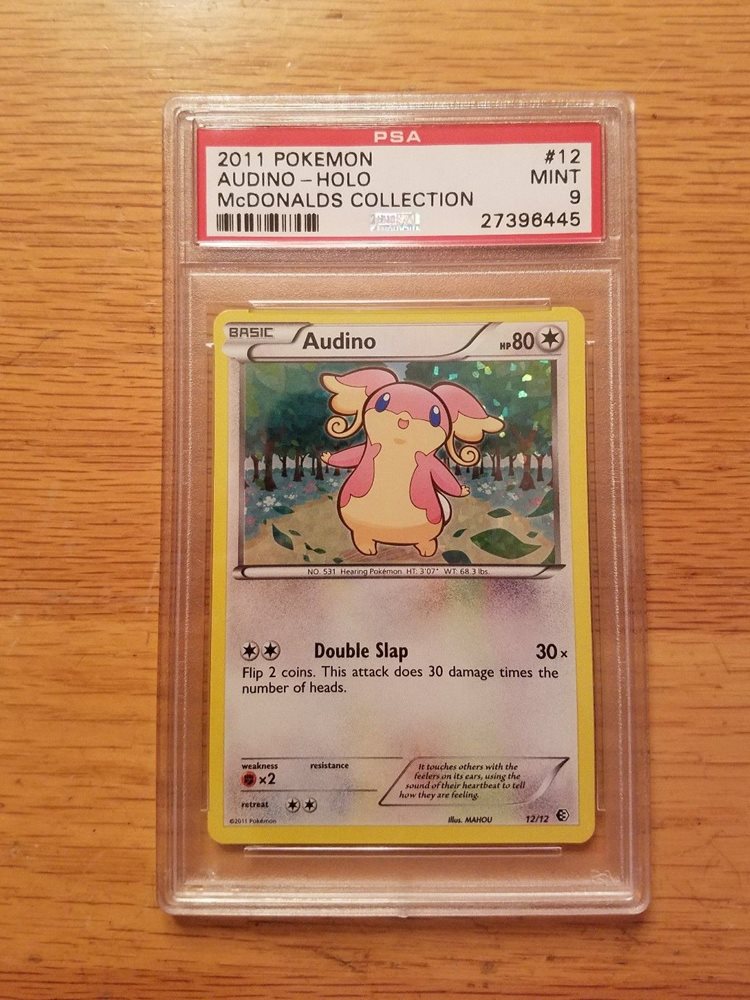 PSA
2011 POKEMON #12
AUDINO – HOLO MINT
McDONALDS COLLECTION 9
27396445
BASIC Audino HP80
NO. 531 Hearing Pokémon HT: 3'07" WT: 68.3 lbs.
Double Slap 30×
Flip 2 coins. This attack does 30 damage times the
number of heads.
weakness resistance
×2
retreat
It touches others with the
feelers on its ears, using the
sound of their heartbeat to tell
how they are feeling.
©2011 Pokémon Illus. MAHOU 12/12